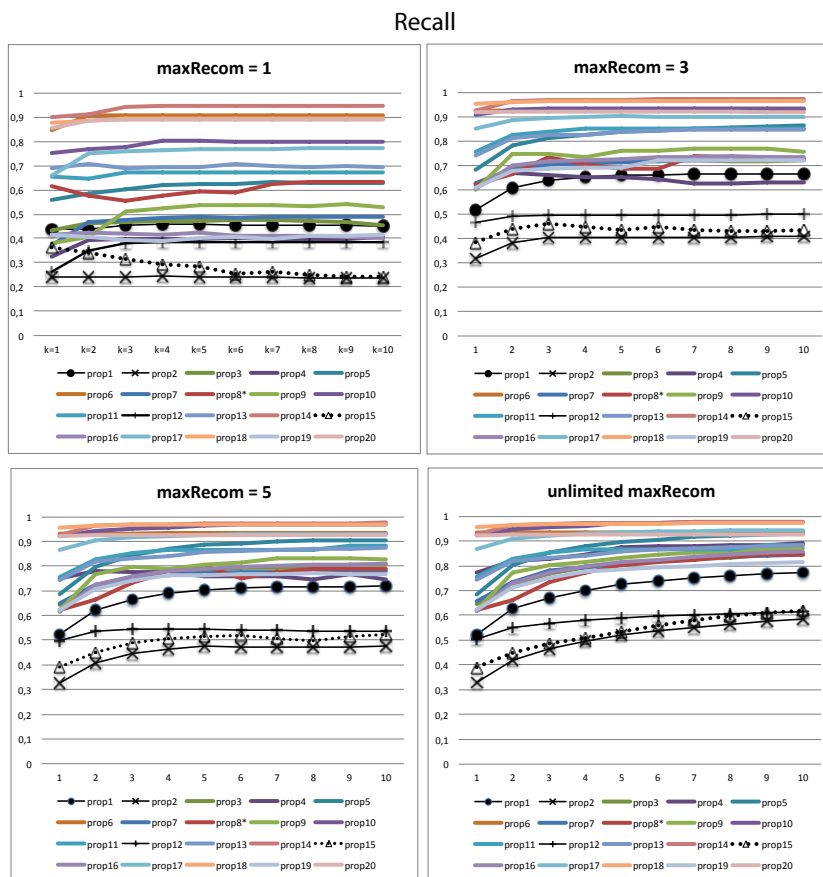 Recall
maxRecom = 1
1
0,9
0,8
0,7
0,6
0,5
0,4
0,3
0,2
0,1
0
k=1 k=2 k=3 k=4 k=5 k=6 k=7 k=8 k=9 k=10
prop1 prop2 prop3 prop4 prop5
prop6 prop7 prop8* prop9 prop10
prop11 prop12 prop13 prop14 prop15
prop16 prop17 prop18 prop19 prop20
maxRecom = 3
1
0,9
0,8
0,7
0,6
0,5
0,4
0,3
0,2
0,1
0
1 2 3 4 5 6 7 8 9 10
prop1 prop2 prop3 prop4 prop5
prop6 prop7 prop8* prop9 prop10
prop11 prop12 prop13 prop14 prop15
prop16 prop17 prop18 prop19 prop20
maxRecom = 5
1
0,9
0,8
0,7
0,6
0,5
0,4
0,3
0,2
0,1
0
1 2 3 4 5 6 7 8 9 10
prop1 prop2 prop3 prop4 prop5
prop6 prop7 prop8* prop9 prop10
prop11 prop12 prop13 prop14 prop15
prop16 prop17 prop18 prop19 prop20
unlimited maxRecom
1
0,9
0,8
0,7
0,6
0,5
0,4
0,3
0,2
0,1
0
1 2 3 4 5 6 7 8 9 10
prop1 prop2 prop3 prop4 prop5
prop6 prop7 prop8* prop9 prop10
prop11 prop12 prop13 prop14 prop15
prop16 prop17 prop18 prop19 prop20